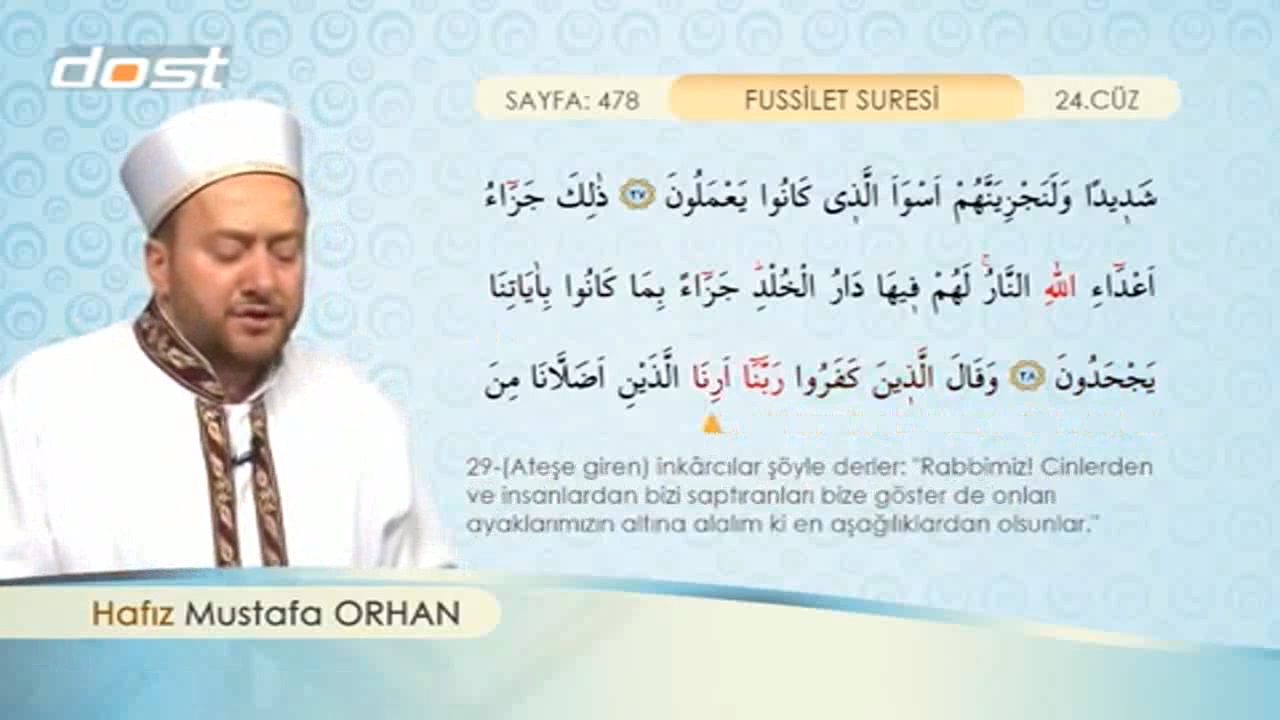 dost
SAYFA: 478
FUSSİLET SURESİ
24.CÜZ
شَدٖيدًا وَلَنَجْزِيَنَّهُمْ اَسْوَاَ الَّذٖى كَانُوا يَعْمَلُونَ ﴿٢٧﴾ ذٰلِكَ جَزَٓاءُ
اَعْدَٓاءِ اللّٰهِ النَّارُۚ لَهُمْ فٖيهَا دَارُ الْخُلْدِؕ جَزَٓاءً بِمَا كَانُوا بِاٰيَاتِنَا
يَجْحَدُونَ ﴿٢٨﴾ وَقَالَ الَّذٖينَ كَفَرُوا رَبَّنَٓا اَرِنَا الَّذَيْنِ اَضَلَّانَا مِنَ
29-(Ateşe giren) inkârcılar şöyle derler: "Rabbimiz! Cinlerden
ve insanlardan bizi saptıranları bize göster de onları
ayaklarımızın altına alalım ki en aşağılıklardan olsunlar."
Hafız Mustafa ORHAN